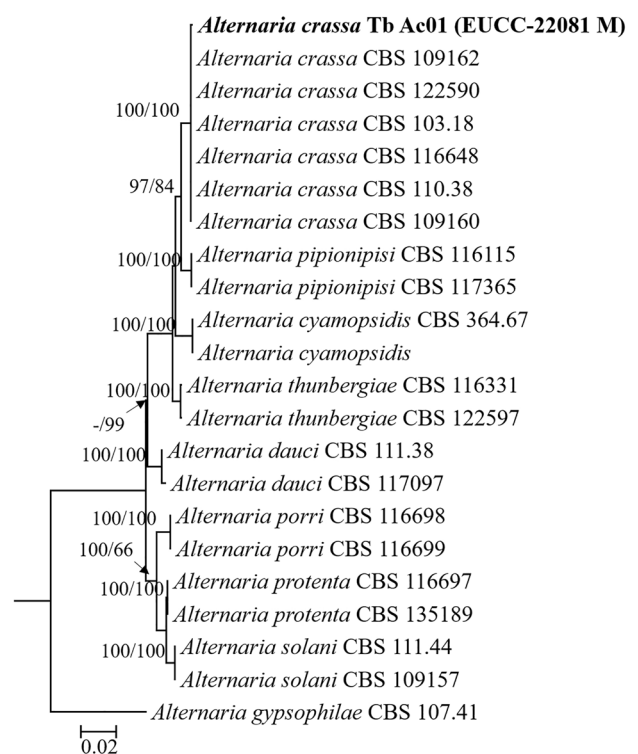 Alternaria crassa Tb Ac01 (EUCC-22081 M)
Alternaria crassa CBS 109162
Alternaria crassa CBS 122590
100/100
Alternaria crassa CBS 103.18
Alternaria crassa CBS 116648
97/84
Alternaria crassa CBS 110.38
Alternaria crassa CBS 109160
100/100
Alternaria pipionipisi CBS 116115
Alternaria pipionipisi CBS 117365
100/100
Alternaria cyamopsidis CBS 364.67
Alternaria cyamopsidis
100/100
Alternaria thunbergiae CBS 116331
-/99
Alternaria thunbergiae CBS 122597
100/100
Alternaria dauci CBS 111.38
Alternaria dauci CBS 117097
100/100
Alternaria porri CBS 116698
100/66
Alternaria porri CBS 116699
100/100
Alternaria protenta CBS 116697
Alternaria protenta CBS 135189
100/100
Alternaria solani CBS 111.44
Alternaria solani CBS 109157
Alternaria gypsophilae CBS 107.41
0.02